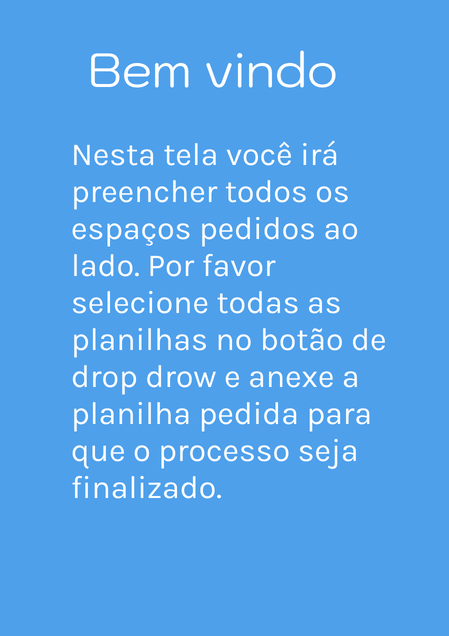 Bem vindo
Nesta tela você irá
preencher todos os
espaços pedidos ao
lado. Por favor
selecione todas as
planilhas no botão de
drop drow e anexe a
planilha pedida para
que o processo seja
finalizado.